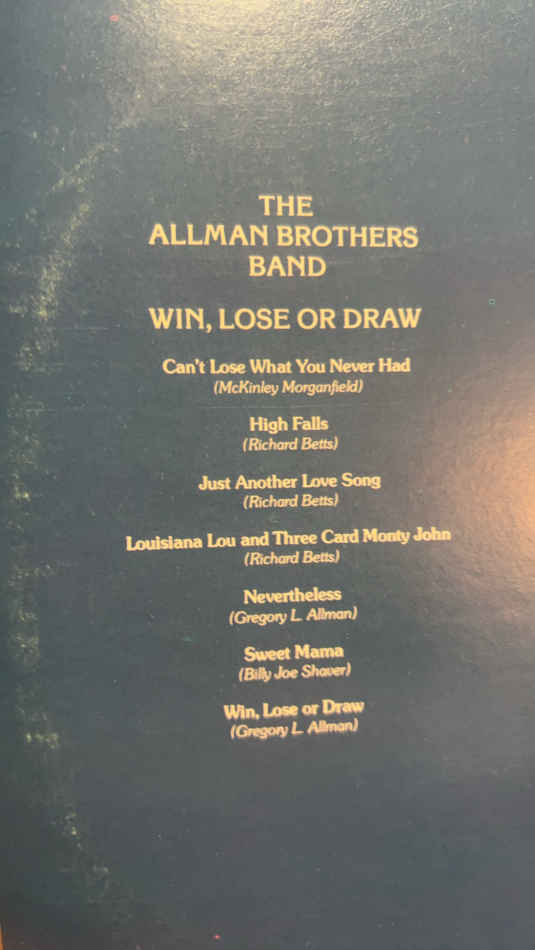 THE
ALLMAN BROTHERS
BAND
WIN, LOSE OR DRAW
Can't Lose What You Never Had
(McKinley Morganfield)
High Falls
(Richard Betts)
Just Another Love Song
(Richard Betts)
Louisiana Lou and Three Card Monty John
(Richard Betts)
Nevertheless
(Gregory L. Allman)
Sweet Mama
(Billy Joe Shaver)
Win, Lose or Draw
(Gregory L. Allman)